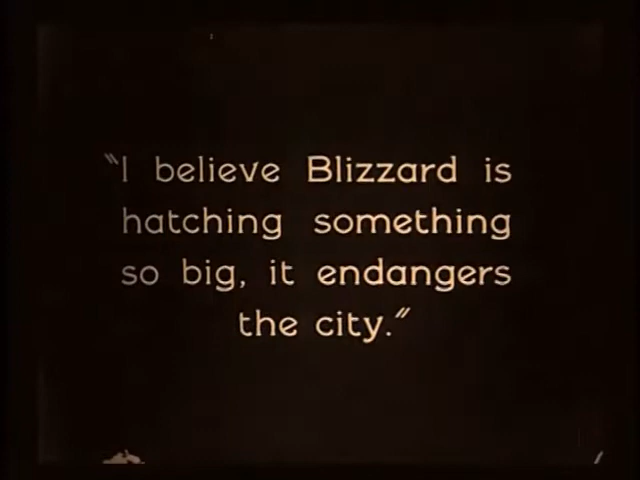 "I believe Blizzard is
hatching something
so big, it endangers
the city."